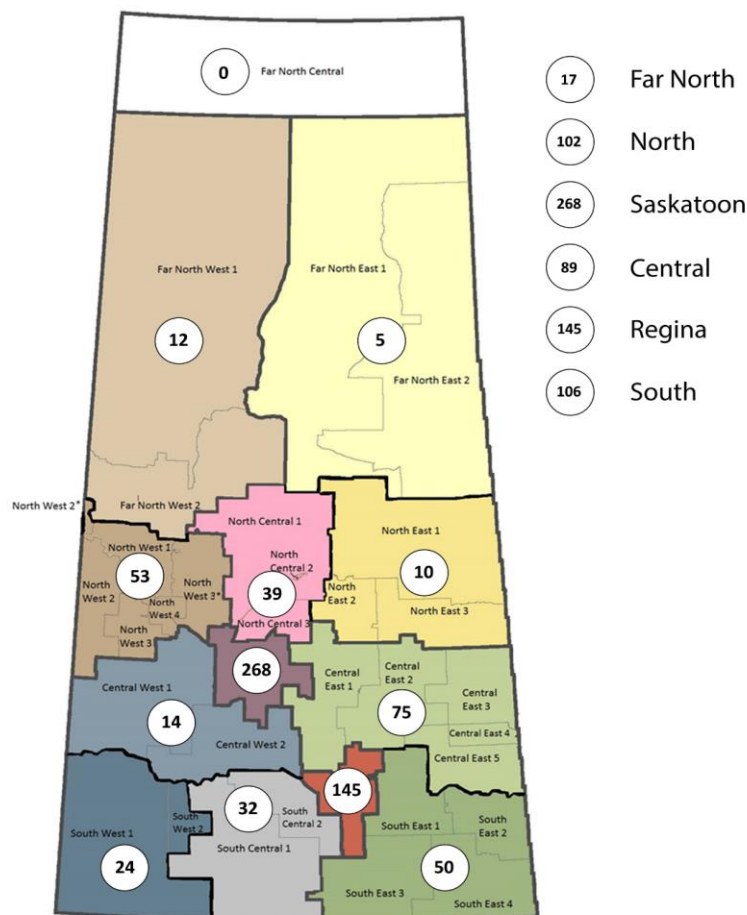 0 Far North Central
17 Far North
102 North
268 Saskatoon
89 Central
145 Regina
106 South
Far North West 1
Far North East 1
12
5
Far North East 2
North West 2*
Far North West 2
North Central 1
North East 1
North West 1
53
North Central 2
10
North West 2
North West 3*
39
North East 2
North West 4
North East 3
North Central 3
North West 3
268
Central East 1
Central East 2
Central West 1
Central East 3
75
14
Central East 4
Central West 2
Central East 5
145
32
South West 1
South West 2
South Central 2
South East 1
South East 2
South Central 1
24
50
South East 3
South East 4